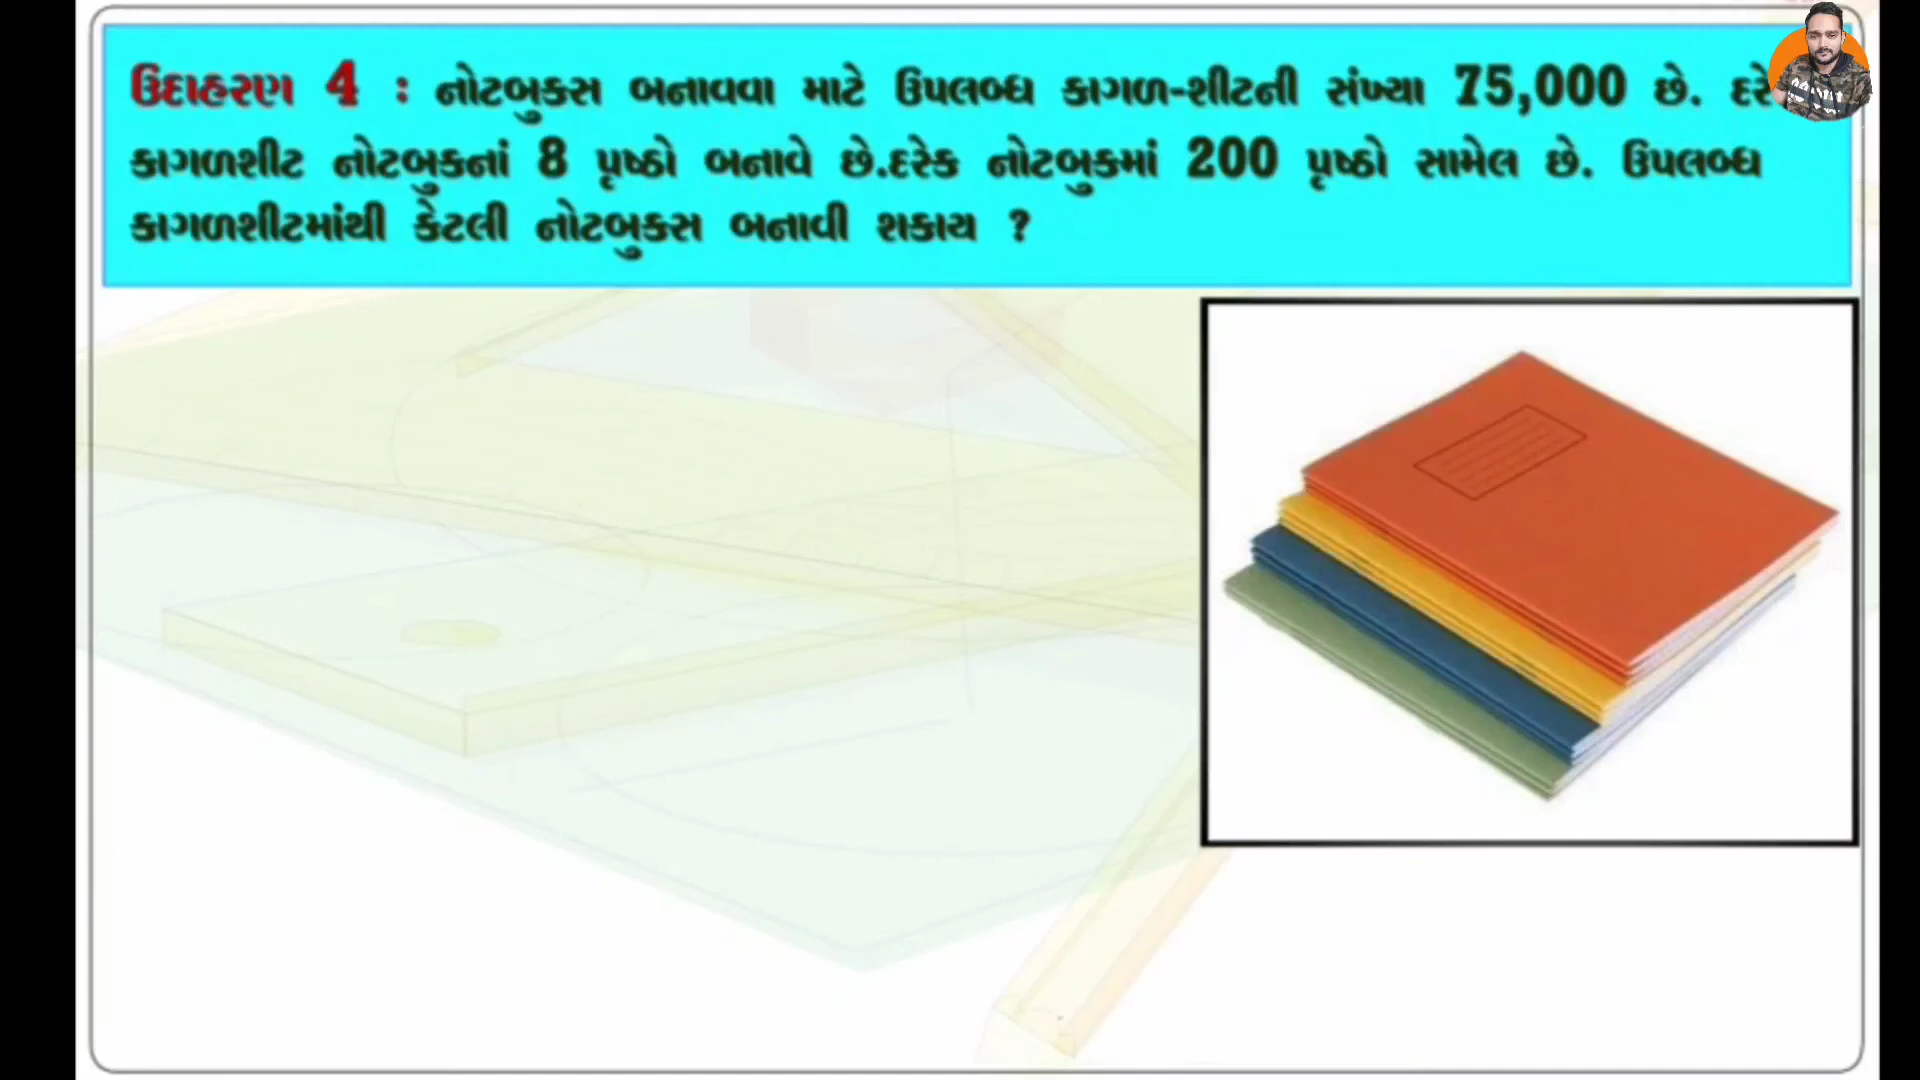 ઉદાહરણ 4 : નોટબુક્સ બનાવવા માટે ઉપલબ્ધ કાગળ-શીટની સંખ્યા 75,000 છે.
કાગળશીટ નોટબુકનાં 8 પૃષ્ઠો બનાવે છે.દરેક નોટબુકમાં 200 પૃષ્ઠો સામેલ છે. ઉપલબ્ધ
કાગળશીટમાંથી કેટલી નોટબુક્સ બનાવી શકાય ?